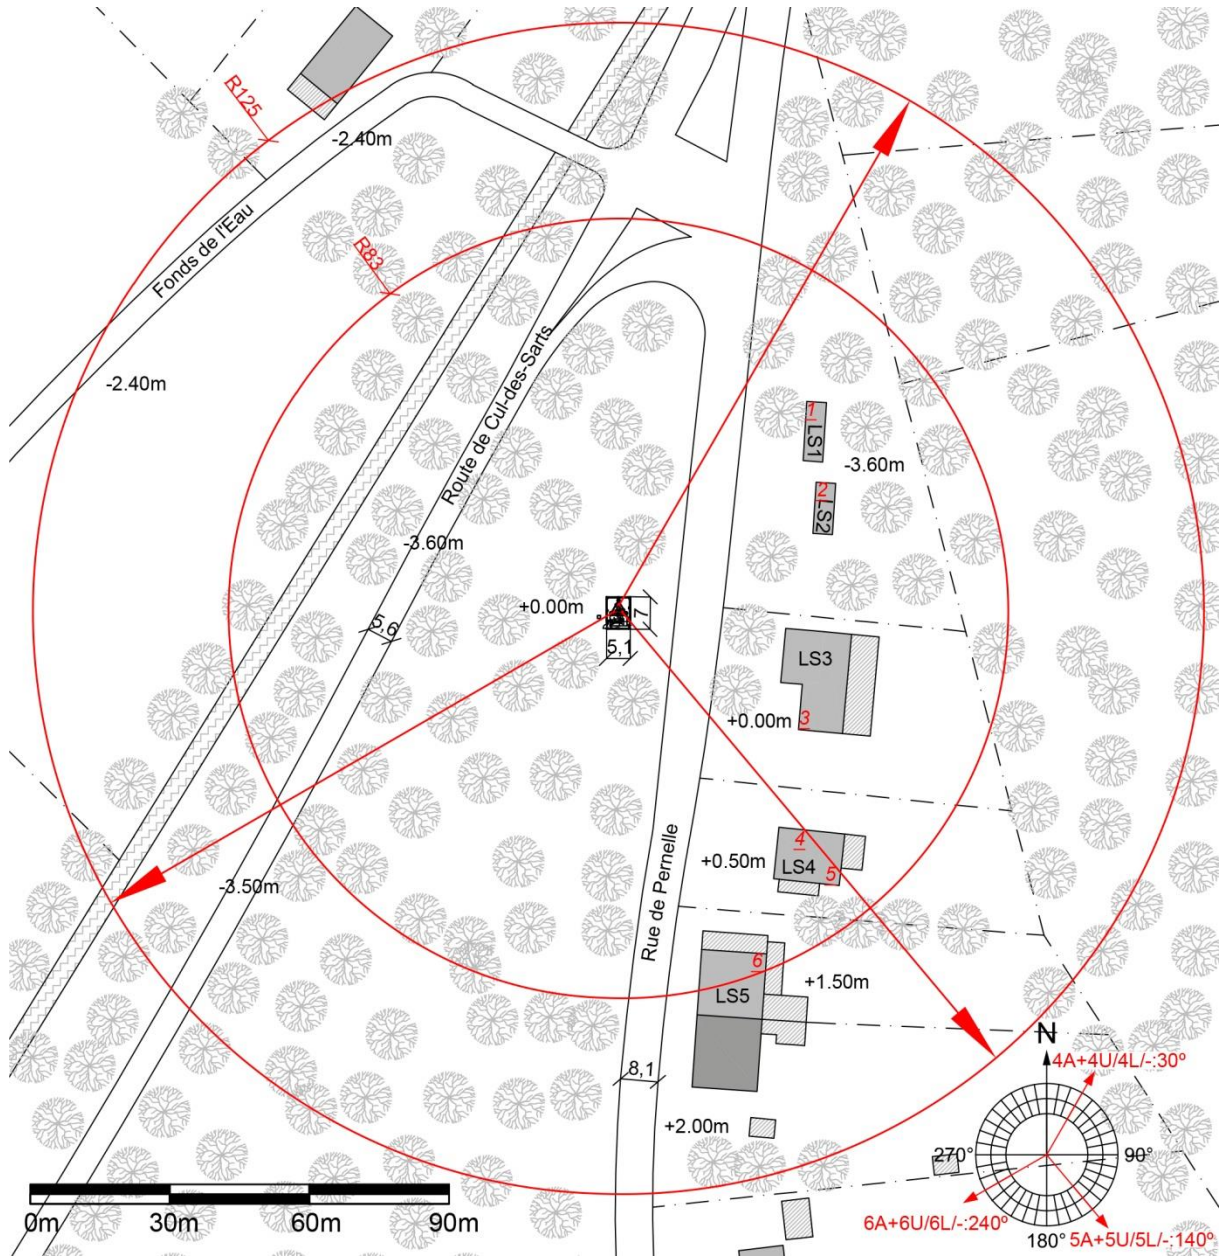 R125
-2.40m
Fonds de l'Eau
R83
-2.40m
Route de Cul-des-Sarts
1
LS1
-3.60m
2
LS2
-3.60m
+0.00m
7
5,6
5,1
LS3
+0.00m
3
4
+0.50m
LS4
5
Rue de Pernelle
-3.50m
6
+1.50m
LS5
8,1
+2.00m
N
4A+4U/4L/-:30°
270°
90°
6A+6U/6L/-:240°
180°
5A+5U/5L/-:140°
0m
30m
60m
90m